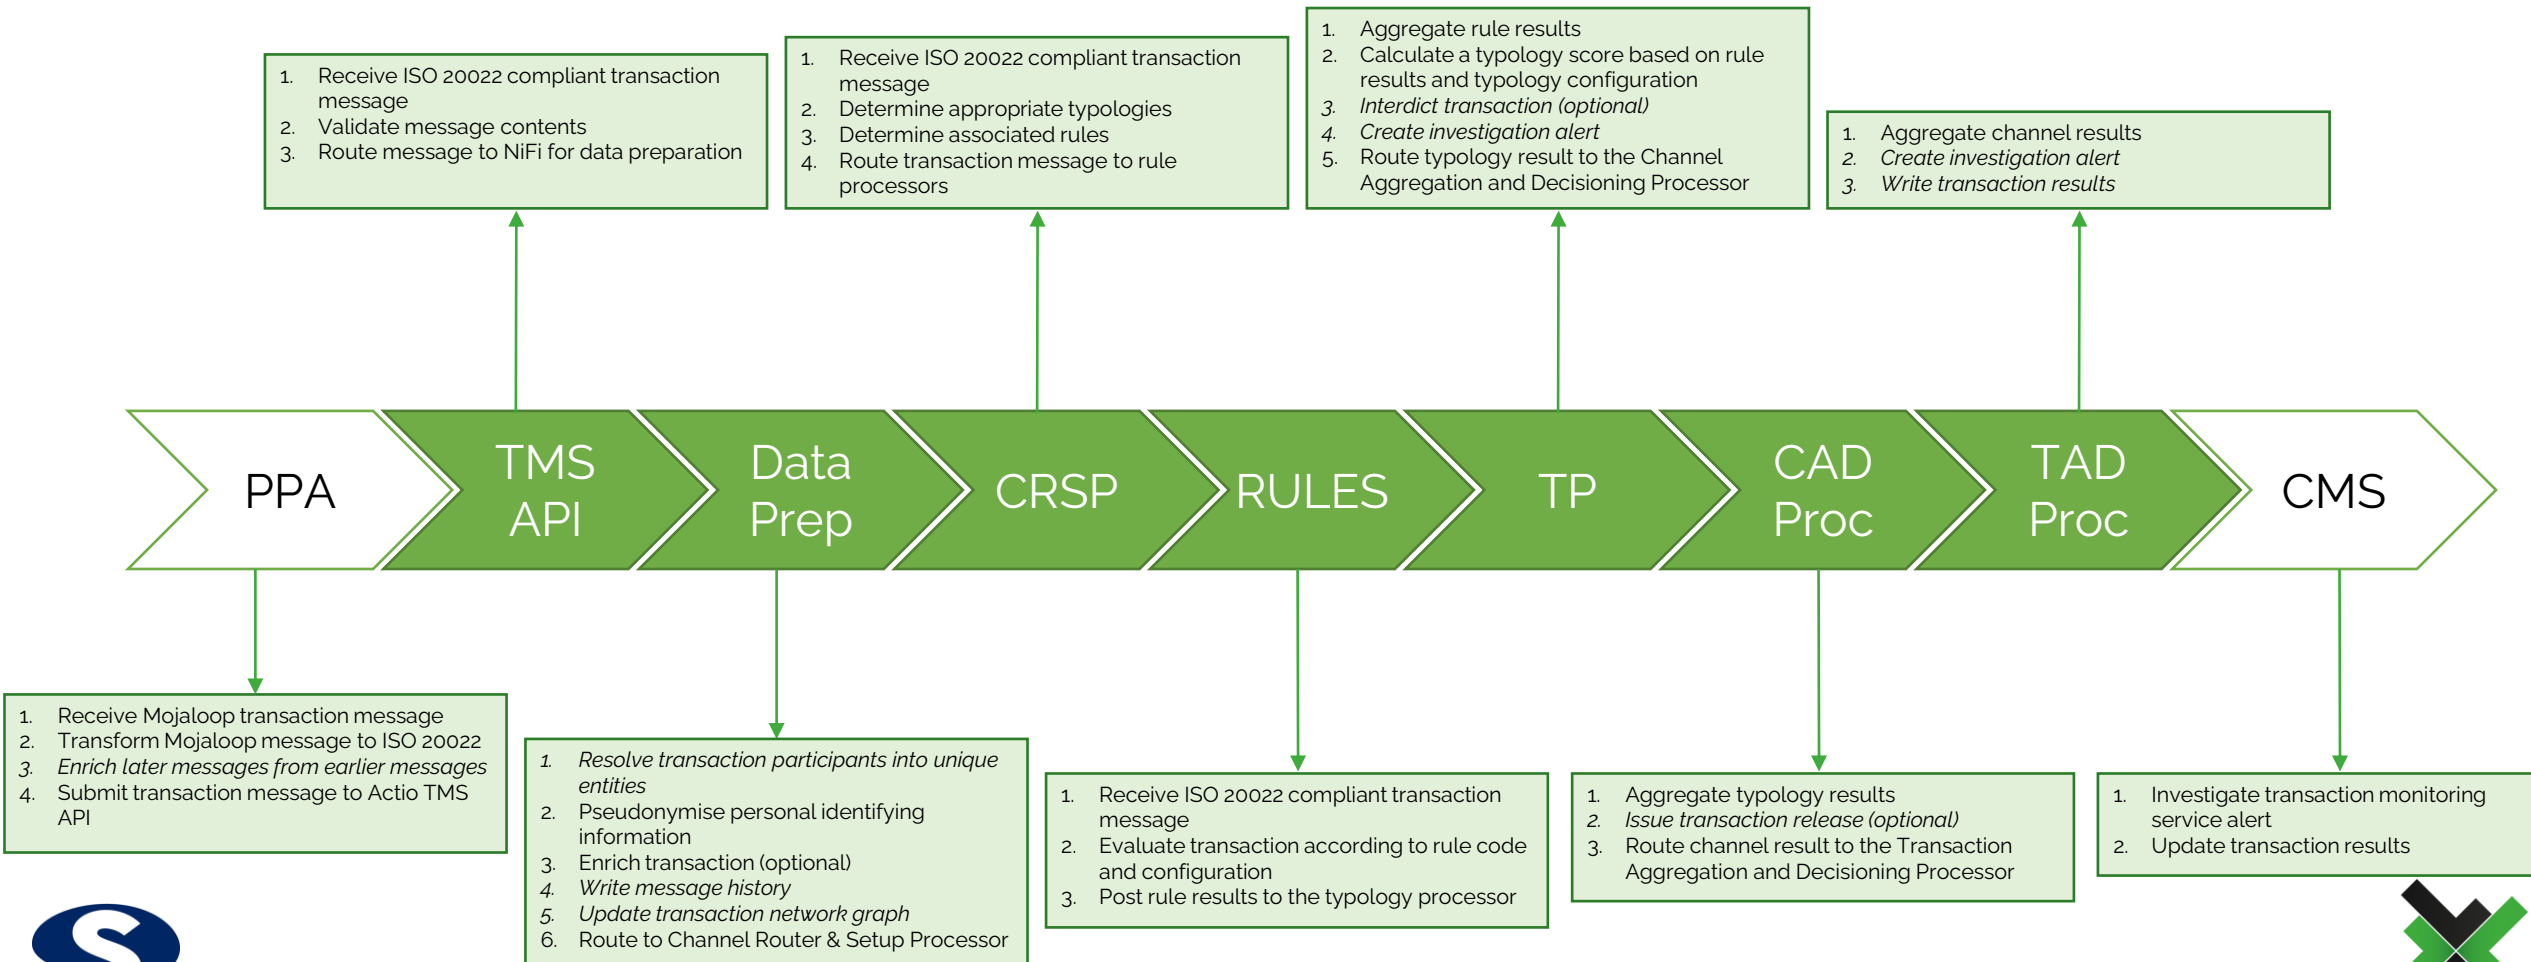 1. Receive ISO 20022 compliant transaction
message
2. Validate message contents
3. Route message to NiFi for data preparation
1. Receive ISO 20022 compliant transaction
message
2. Determine appropriate typologies
3. Determine associated rules
4. Route transaction message to rule
processors
1. Aggregate rule results
2. Calculate a typology score based on rule
results and typology configuration
3. Interdict transaction (optional)
4. Create investigation alert
5. Route typology result to the Channel
Aggregation and Decisioning Processor
1. Aggregate channel results
2. Create investigation alert
3. Write transaction results
PPA
TMS
API
Data
Prep
CRSP
RULES
TP
CAD
Proc
TAD
Proc
CMS
1. Receive Mojaloop transaction message
2. Transform Mojaloop message to ISO 20022
3. Enrich later messages from earlier messages
4. Submit transaction message to Actio TMS
API
1. Resolve transaction participants into unique
entities
2. Pseudonymise personal identifying
information
3. Enrich transaction (optional)
4. Write message history
5. Update transaction network graph
6. Route to Channel Router & Setup Processor
1. Receive ISO 20022 compliant transaction
message
2. Evaluate transaction according to rule code
and configuration
3. Post rule results to the typology processor
1. Aggregate typology results
2. Issue transaction release (optional)
3. Route channel result to the Transaction
Aggregation and Decisioning Processor
1. Investigate transaction monitoring
service alert
2. Update transaction results
S